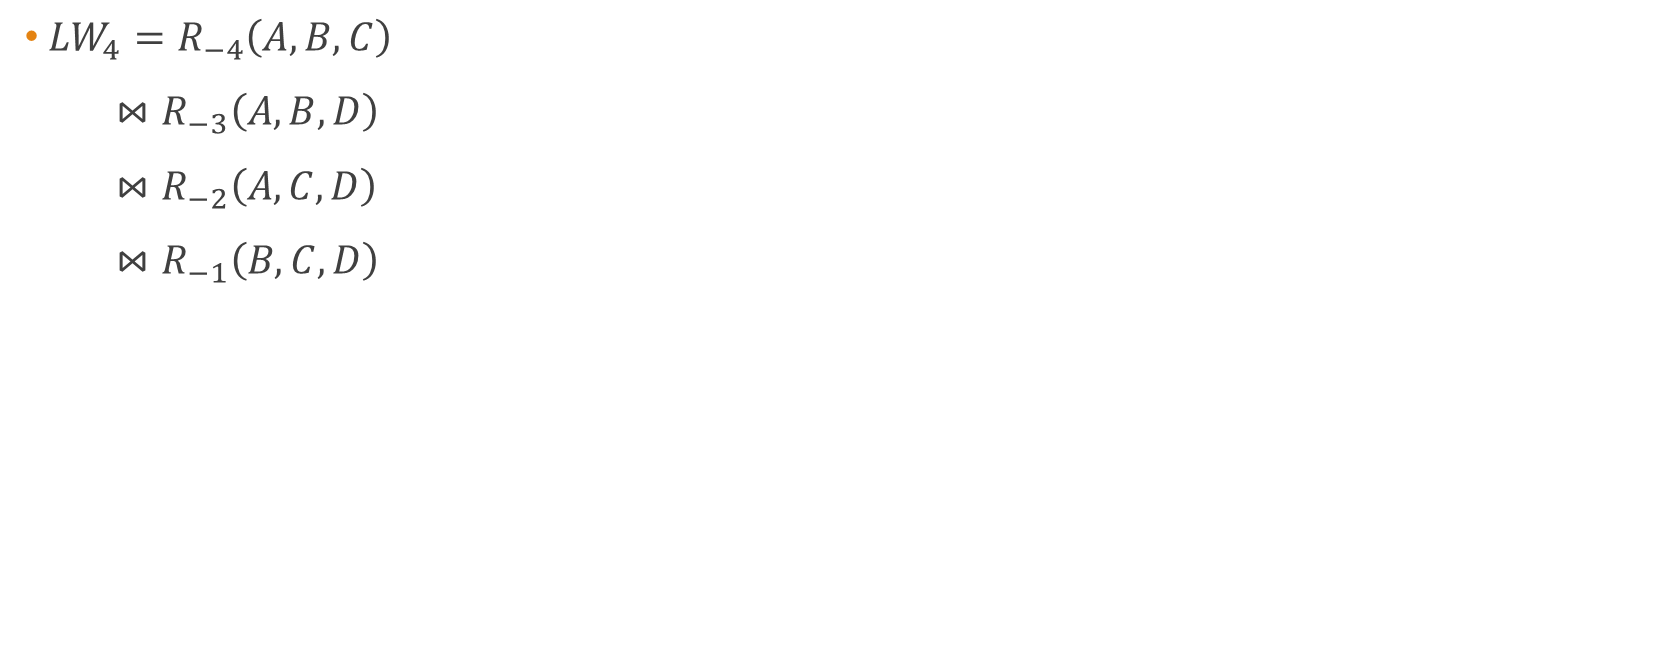 • LW₄ = R₋₄(A, B, C)
⋈ R₋₃(A, B, D)
⋈ R₋₂(A, C, D)
⋈ R₋₁(B, C, D)